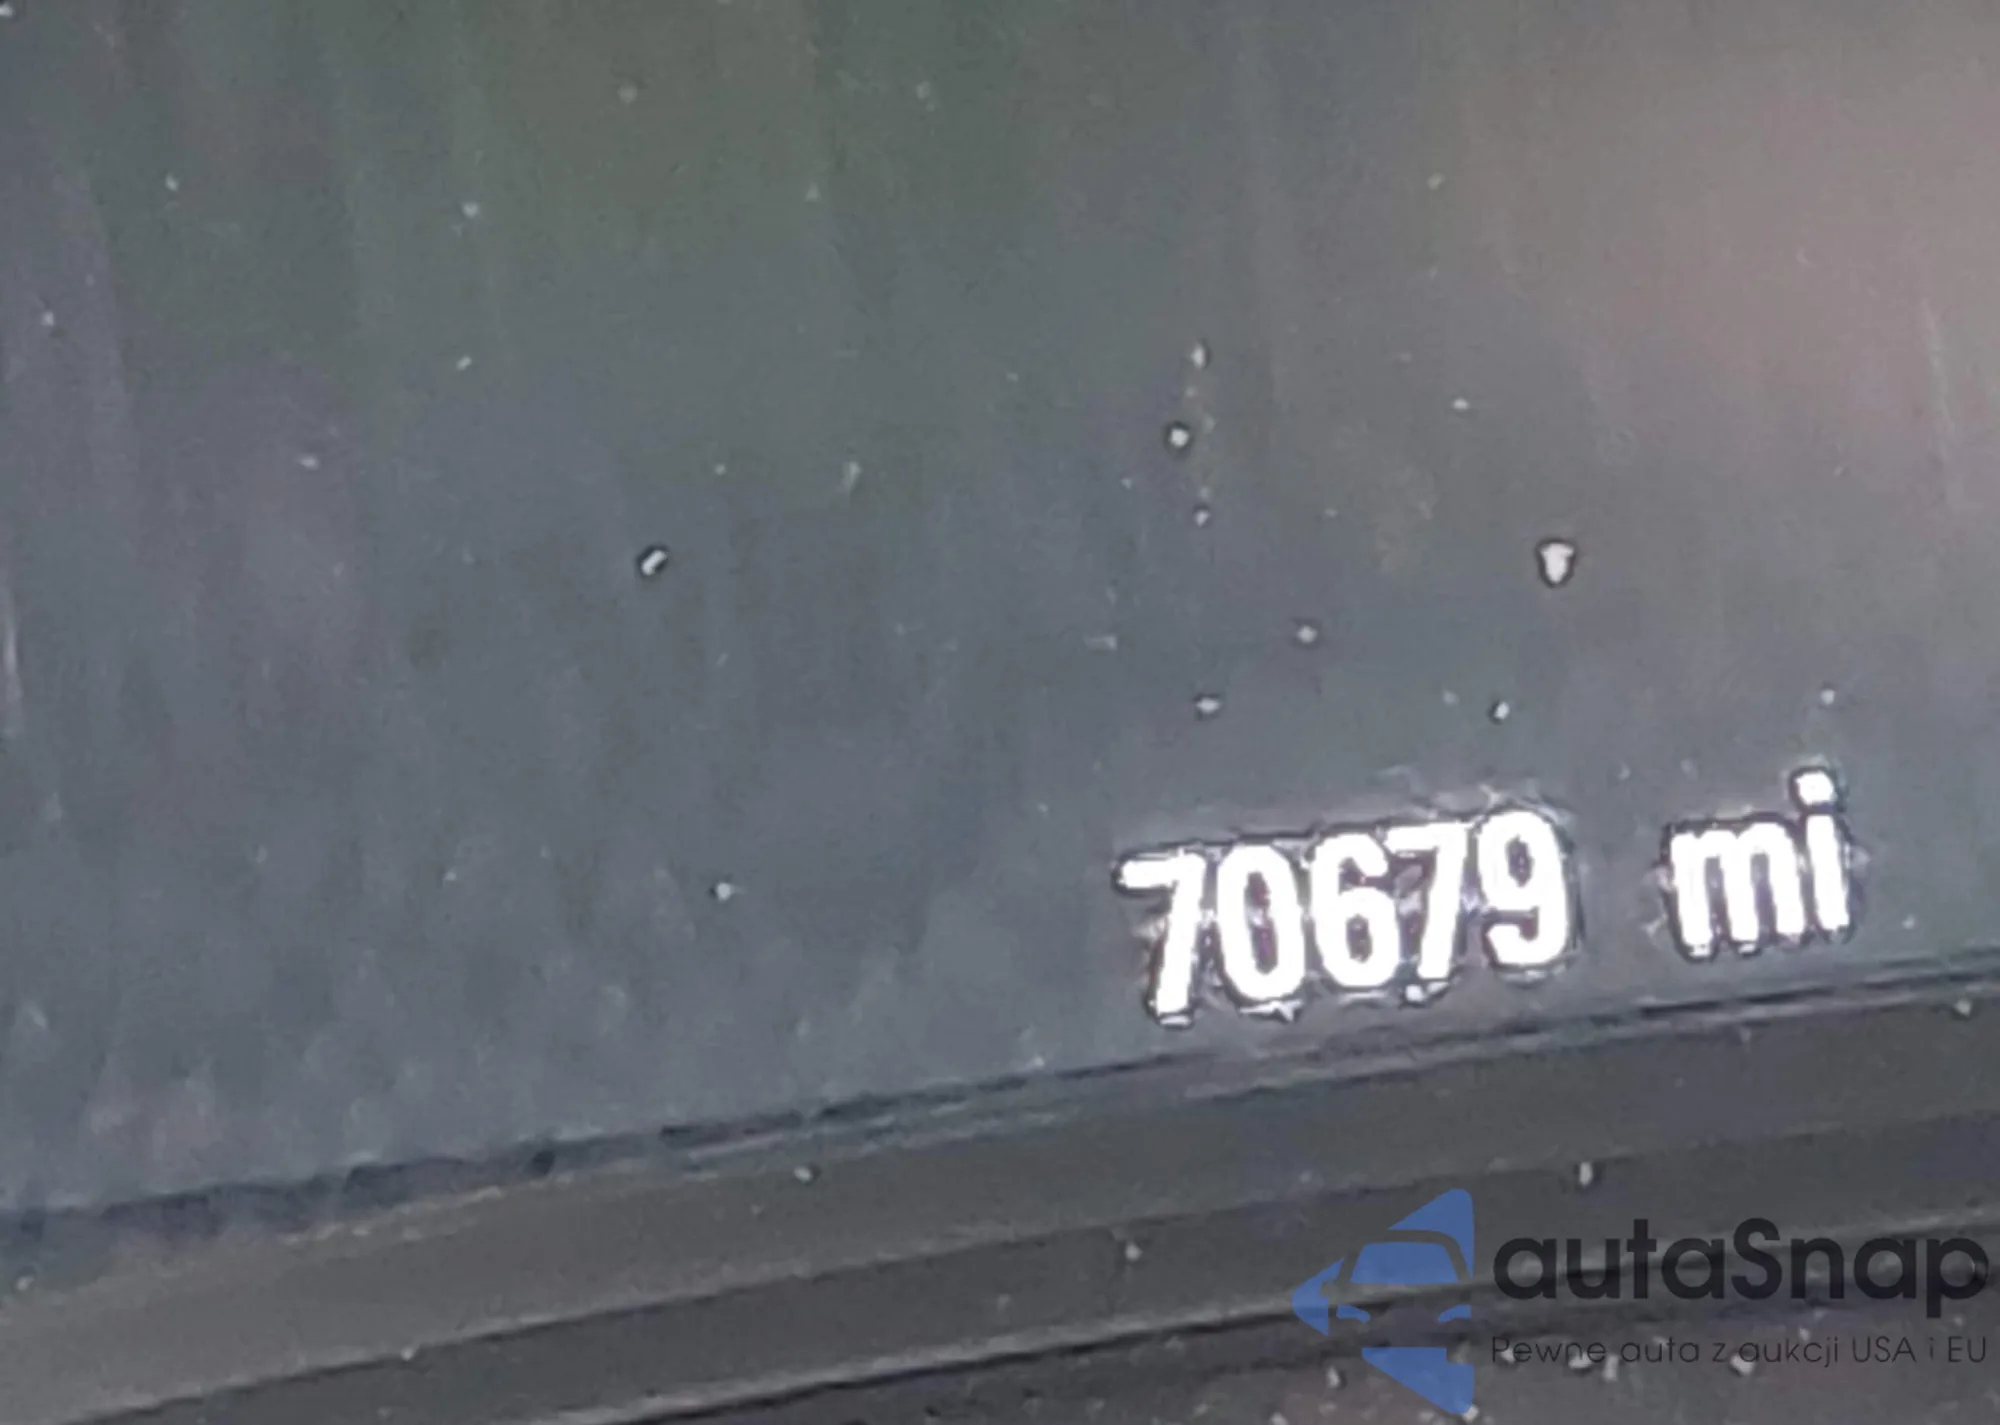 70679 mi
autaSnap
Pewne auta z aukcji USA i EU